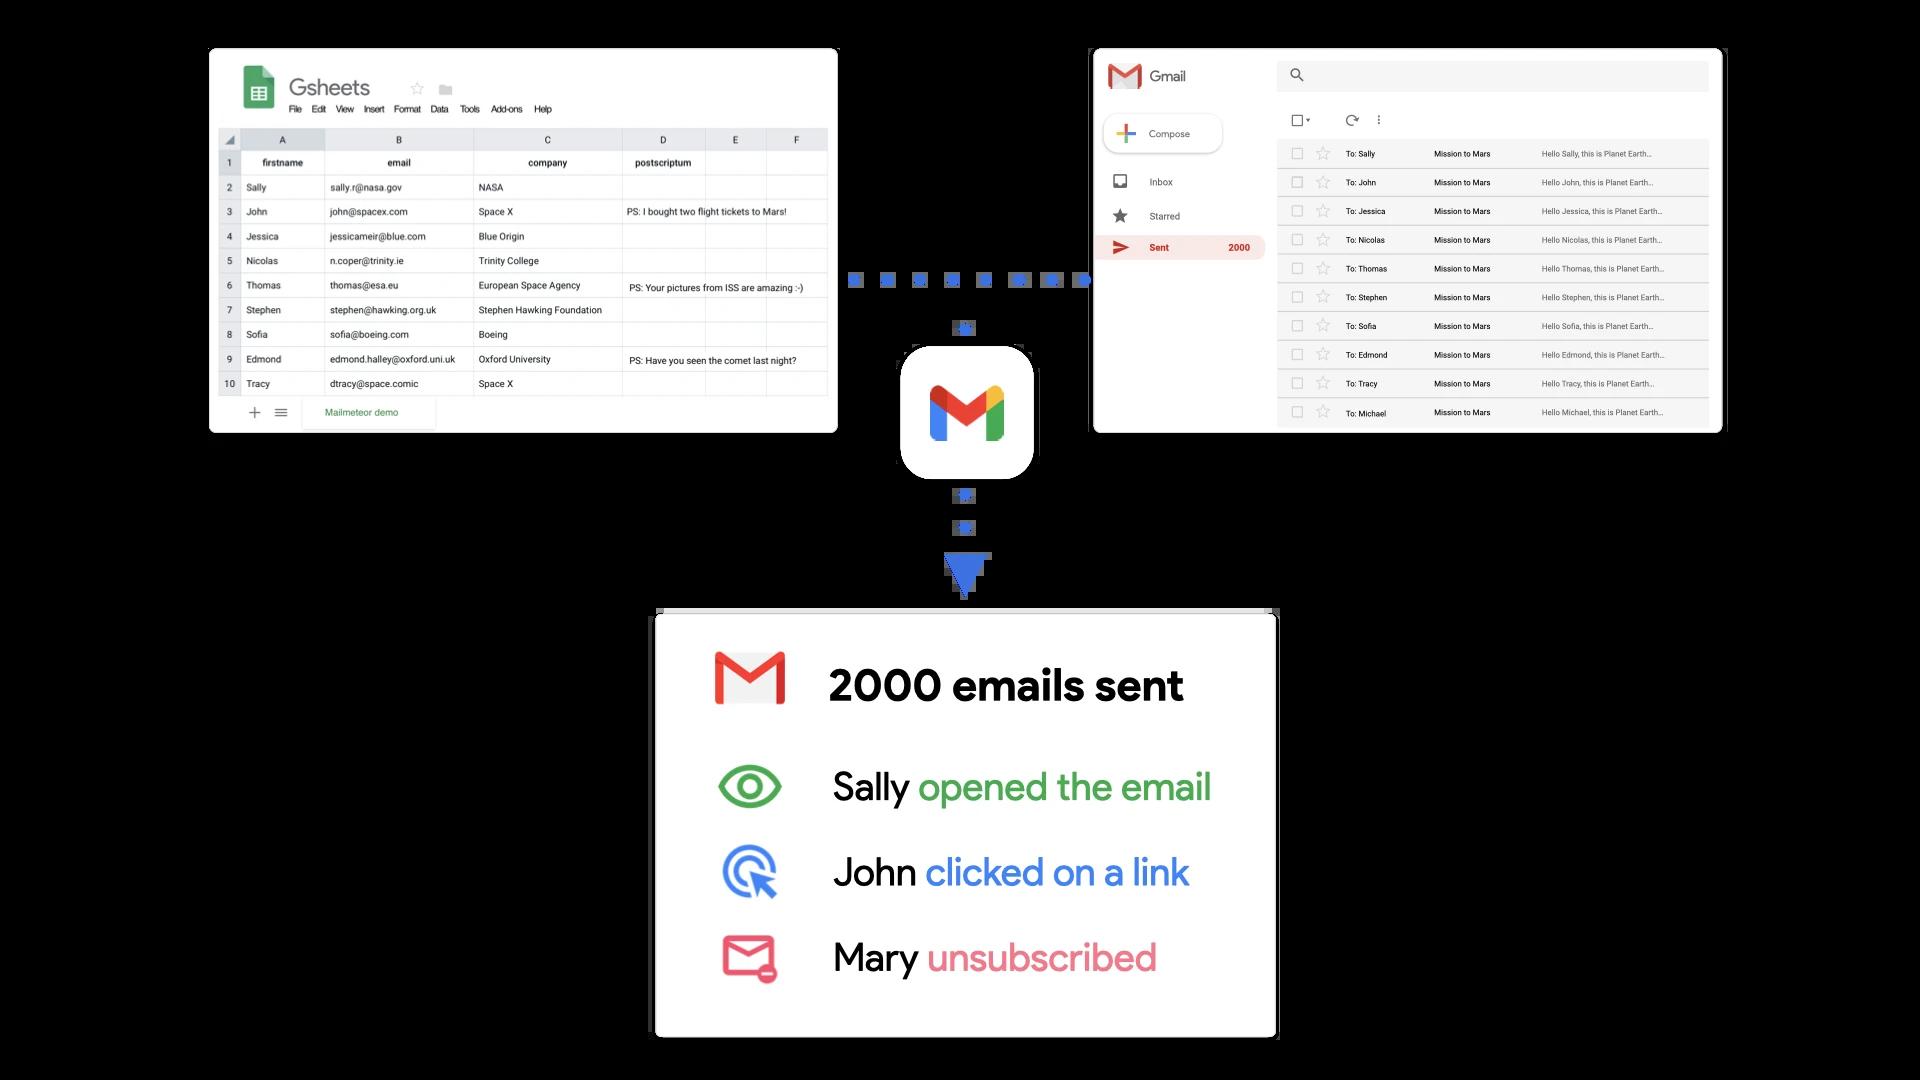 Gsheets
File Edit View Insert Format Data Tools Add-ons Help
A B C D E F
1 firstname email company postscriptum
2 Sally sally.r@nasa.gov NASA
3 John john@spacex.com Space X PS: I bought two flight tickets to Mars!
4 Jessica jessicameir@blue.com Blue Origin
5 Nicolas n.coper@trinity.ie Trinity College
6 Thomas thomas@esa.eu European Space Agency PS: Your pictures from ISS are amazing :-)
7 Stephen stephen@hawking.org.uk Stephen Hawking Foundation
8 Sofia sofia@boeing.com Boeing
9 Edmond edmond.halley@oxford.uni.uk Oxford University PS: Have you seen the comet last night?
10 Tracy dtracy@space.comic Space X
Mailmeteor demo
Gmail
Compose
Inbox
Starred
Sent 2000
To: Sally Mission to Mars Hello Sally, this is Planet Earth...
To: John Mission to Mars Hello John, this is Planet Earth...
To: Jessica Mission to Mars Hello Jessica, this is Planet Earth...
To: Nicolas Mission to Mars Hello Nicolas, this is Planet Earth...
To: Thomas Mission to Mars Hello Thomas, this is Planet Earth...
To: Stephen Mission to Mars Hello Stephen, this is Planet Earth...
To: Sofia Mission to Mars Hello Sofia, this is Planet Earth...
To: Edmond Mission to Mars Hello Edmond, this is Planet Earth...
To: Tracy Mission to Mars Hello Tracy, this is Planet Earth...
To: Michael Mission to Mars Hello Michael, this is Planet Earth...
2000 emails sent
Sally opened the email
John clicked on a link
Mary unsubscribed